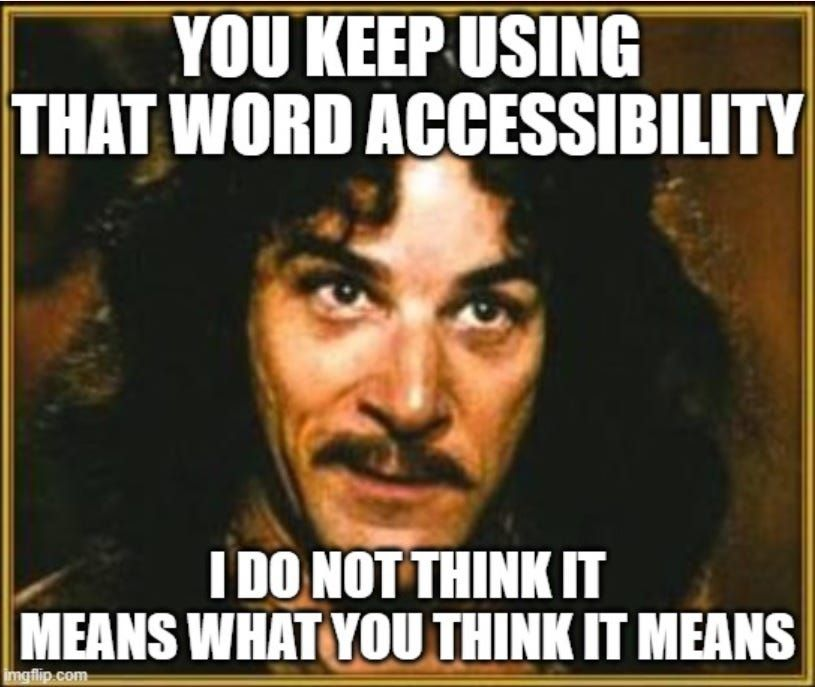 YOU KEEP USING
THAT WORD ACCESSIBILITY
I DO NOT THINK IT
MEANS WHAT YOU THINK IT MEANS
imgflip.com